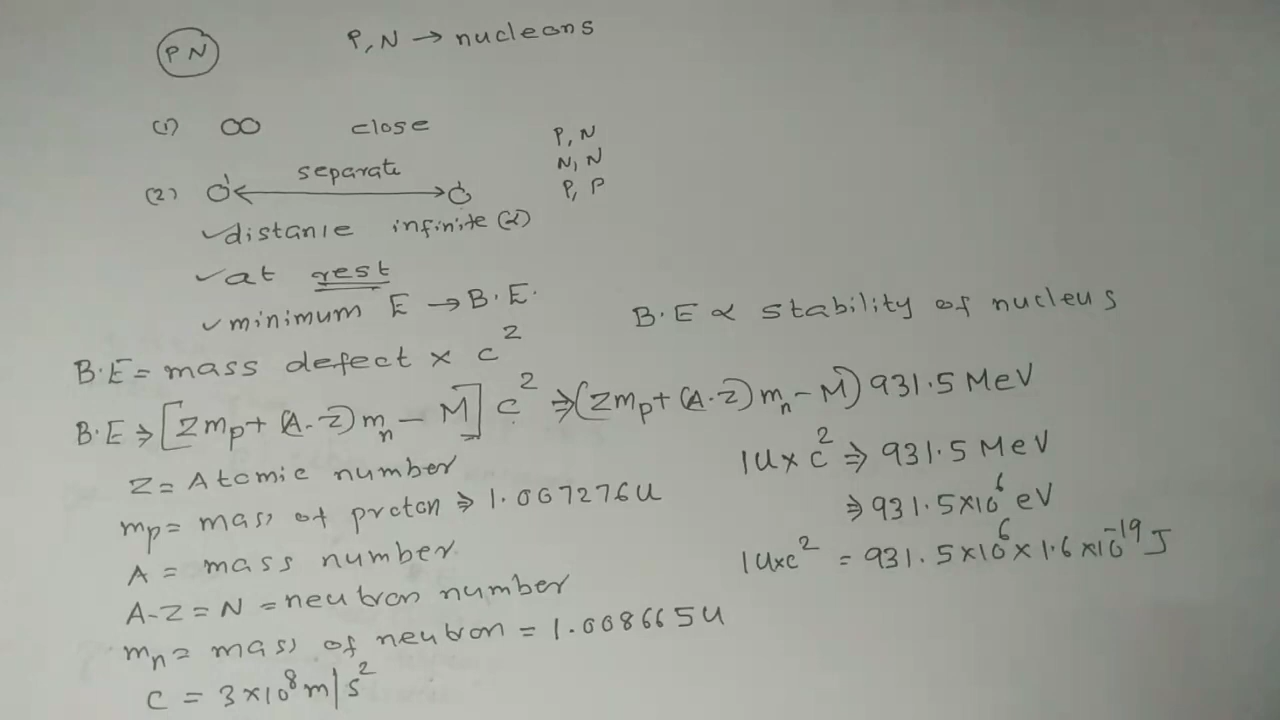 PN
P, N → nucleons
(1) close
P, N
N, N
P, P
(2) separate
✓distanie infinite (α)
✓at rest
✓minimum E → B.E.
B.E ∝ stability of nucleus
B.E = mass defect × c²
B.E ⇒ [Zmp + (A-Z)mn - M] c² ⇒ (Zmp + (A-Z)mn - M) 931.5 MeV
Z = Atomic number
1U×c² ⇒ 931.5 MeV
mp = mass of proton ⇒ 1.007276U
⇒ 931.5×10⁶ eV
A = mass number
1U×c² = 931.5×10⁶×1.6×10⁻¹⁹J
A-Z = N = neutron number
mn = mass of neutron = 1.008665U
C = 3×10⁸m/s²